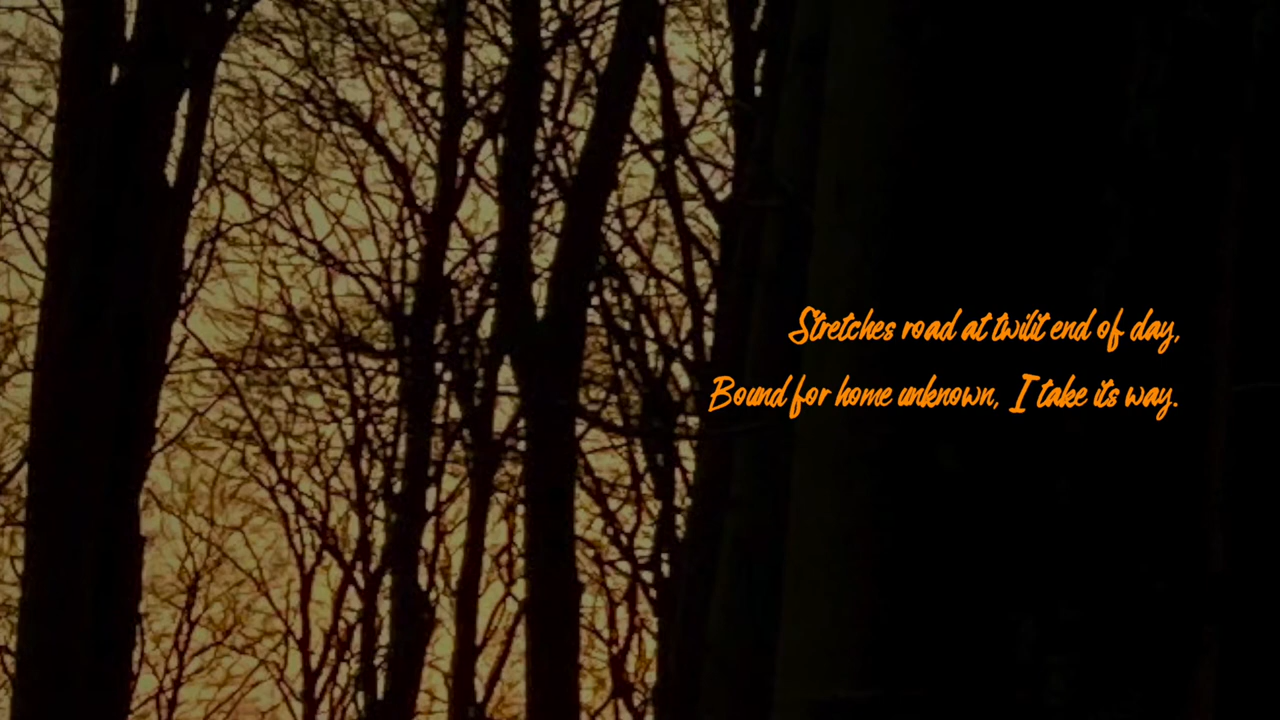 Stretches road at twilit end of day,
Bound for home unknown, I take its way.